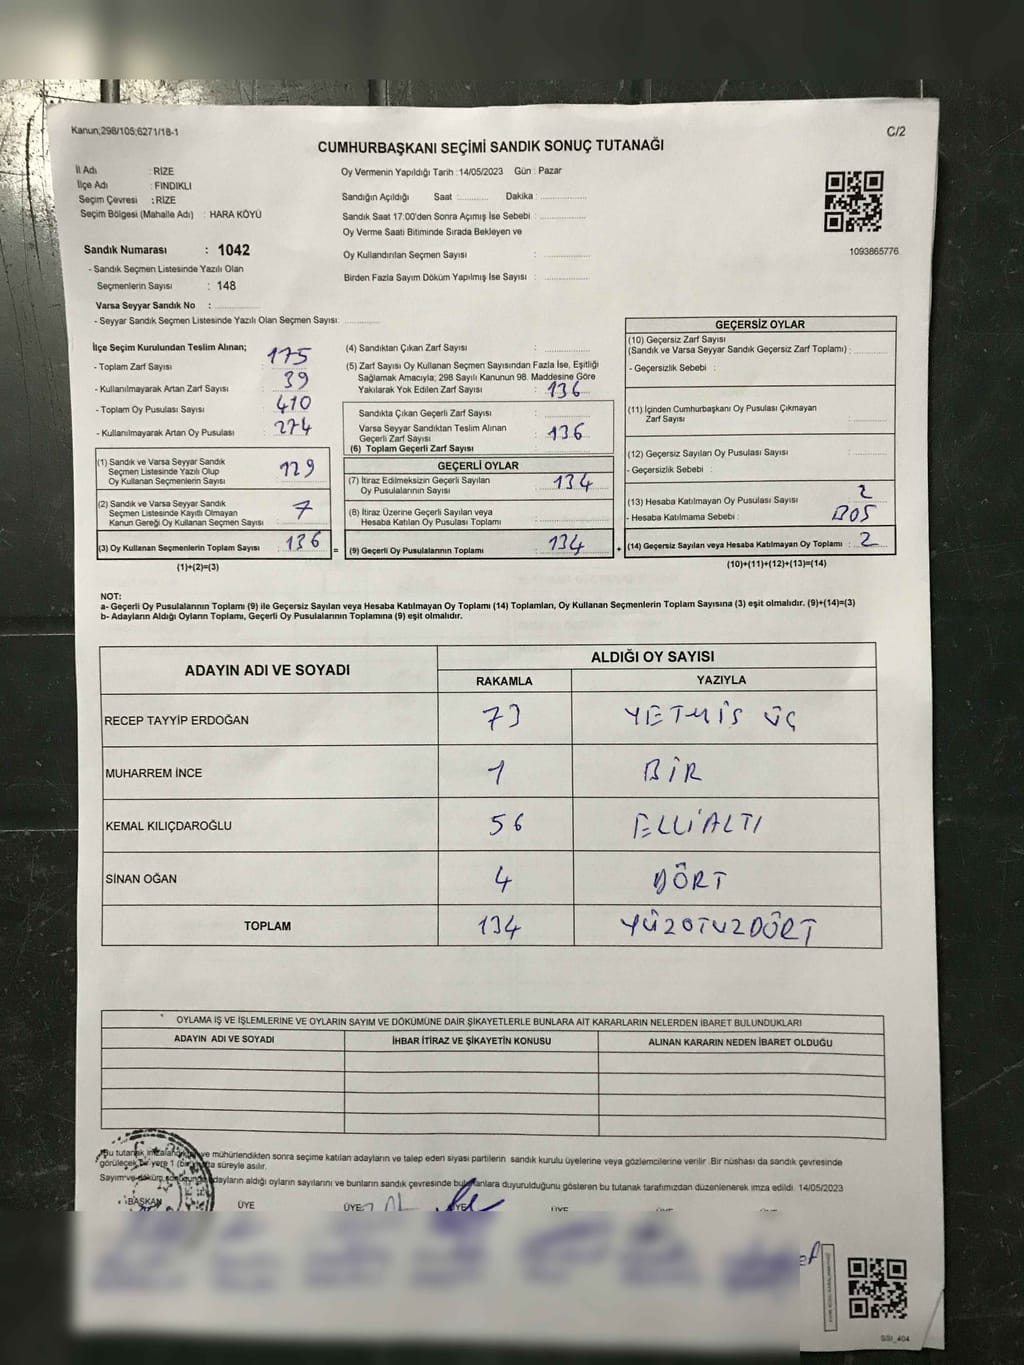 Kanun;298/105;6271/18-1
C/2
CUMHURBAŞKANI SEÇİMİ SANDIK SONUÇ TUTANAĞI
İl Adı : RİZE
İlçe Adı : FINDIKLI
Seçim Çevresi : RİZE
Seçim Bölgesi (Mahalle Adı) : HARA KÖYÜ
Sandık Numarası : 1042
- Sandık Seçmen Listesinde Yazılı Olan
Seçmenlerin Sayısı : 148
Varsa Seyyar Sandık No :
- Seyyar Sandık Seçmen Listesinde Yazılı Olan Seçmen Sayısı:
Oy Vermenin Yapıldığı Tarih : 14/05/2023 Gün : Pazar
Sandığın Açıldığı Saat : Dakika :
Sandık Saat 17:00'den Sonra Açımış İse Sebebi :
Oy Verme Saati Bitiminde Sırada Bekleyen ve
Oy Kullandırılan Seçmen Sayısı :
Birden Fazla Sayım Döküm Yapılmış İse Sayısı :
1093865776
İlçe Seçim Kurulundan Teslim Alınan;
- Toplam Zarf Sayısı : 175
- Kullanılmayarak Artan Zarf Sayısı : 39
- Toplam Oy Pusulası Sayısı : 410
- Kullanılmayarak Artan Oy Pusulası : 274
(1) Sandık ve Varsa Seyyar Sandık
Seçmen Listesinde Yazılı Olup
Oy Kullanan Seçmenlerin Sayısı : 129
(2) Sandık ve Varsa Seyyar Sandık
Seçmen Listesinde Kayıtlı Olmayan
Kanun Gereği Oy Kullanan Seçmen Sayısı : 7
(3) Oy Kullanan Seçmenlerin Toplam Sayısı : 136
(1)+(2)=(3)
=
(4) Sandıktan Çıkan Zarf Sayısı :
(5) Zarf Sayısı Oy Kullanan Seçmen Sayısından Fazla İse, Eşitliği
Sağlamak Amacıyla; 298 Sayılı Kanunun 98. Maddesine Göre
Yakılarak Yok Edilen Zarf Sayısı : 136
Sandıkta Çıkan Geçerli Zarf Sayısı :
Varsa Seyyar Sandıktan Teslim Alınan
Geçerli Zarf Sayısı : 136
(6) Toplam Geçerli Zarf Sayısı :
GEÇERLİ OYLAR
(7) İtiraz Edilmeksizin Geçerli Sayılan
Oy Pusulalarının Sayısı : 134
(8) İtiraz Üzerine Geçerli Sayılan veya
Hesaba Katılan Oy Pusulası Toplamı :
(9) Geçerli Oy Pusulalarının Toplamı : 134
+
GEÇERSİZ OYLAR
(10) Geçersiz Zarf Sayısı
(Sandık ve Varsa Seyyar Sandık Geçersiz Zarf Toplamı) :
- Geçersizlik Sebebi :
(11) İçinden Cumhurbaşkanı Oy Pusulası Çıkmayan
Zarf Sayısı :
(12) Geçersiz Sayılan Oy Pusulası Sayısı :
- Geçersizlik Sebebi :
(13) Hesaba Katılmayan Oy Pusulası Sayısı : 2
- Hesaba Katılmama Sebebi : BOŞ
(14) Geçersiz Sayılan veya Hesaba Katılmayan Oy Toplamı : 2
(10)+(11)+(12)+(13)=(14)
NOT:
a- Geçerli Oy Pusulalarının Toplamı (9) ile Geçersiz Sayılan veya Hesaba Katılmayan Oy Toplamı (14) Toplamları, Oy Kullanan Seçmenlerin Toplam Sayısına (3) eşit olmalıdır. (9)+(14)=(3)
b- Adayların Aldığı Oyların Toplamı, Geçerli Oy Pusulalarının Toplamına (9) eşit olmalıdır.
ADAYIN ADI VE SOYADI
ALDIĞI OY SAYISI
RAKAMLA YAZIYLA
RECEP TAYYİP ERDOĞAN 73 YETMİŞ ÜÇ
MUHARREM İNCE 1 BİR
KEMAL KILIÇDAROĞLU 56 ELLİALTI
SİNAN OĞAN 4 DÖRT
TOPLAM 134 YÜZOTUZDÖRT
OYLAMA İŞ VE İŞLEMLERİNE VE OYLARIN SAYIM VE DÖKÜMÜNE DAİR ŞİKAYETLERLE BUNLARA AİT KARARLARIN NELERDEN İBARET BULUNDUKLARI
ADAYIN ADI VE SOYADI İHBAR İTİRAZ VE ŞİKAYETİN KONUSU ALINAN KARARIN NEDEN İBARET OLDUĞU
Bu tutanak ve mühürlendikten sonra seçime katılan adayların ve talep eden siyasi partilerin sandık kurulu üyelerine veya gözlemcilerine verilir .Bir nüshası da sandık çevresinde
görülecek bir yere 1 süreyle asılır.
Sayım ve döküm adayların aldığı oyların sayılarını ve bunların sandık çevresinde duyurulduğunu gösteren bu tutanak tarafımızdan düzenlenerek imza edildi. 14/05/2023
BAŞKAN ÜYE ÜYE ÜYE ÜYE ÜYE ÜYE
SSI_404